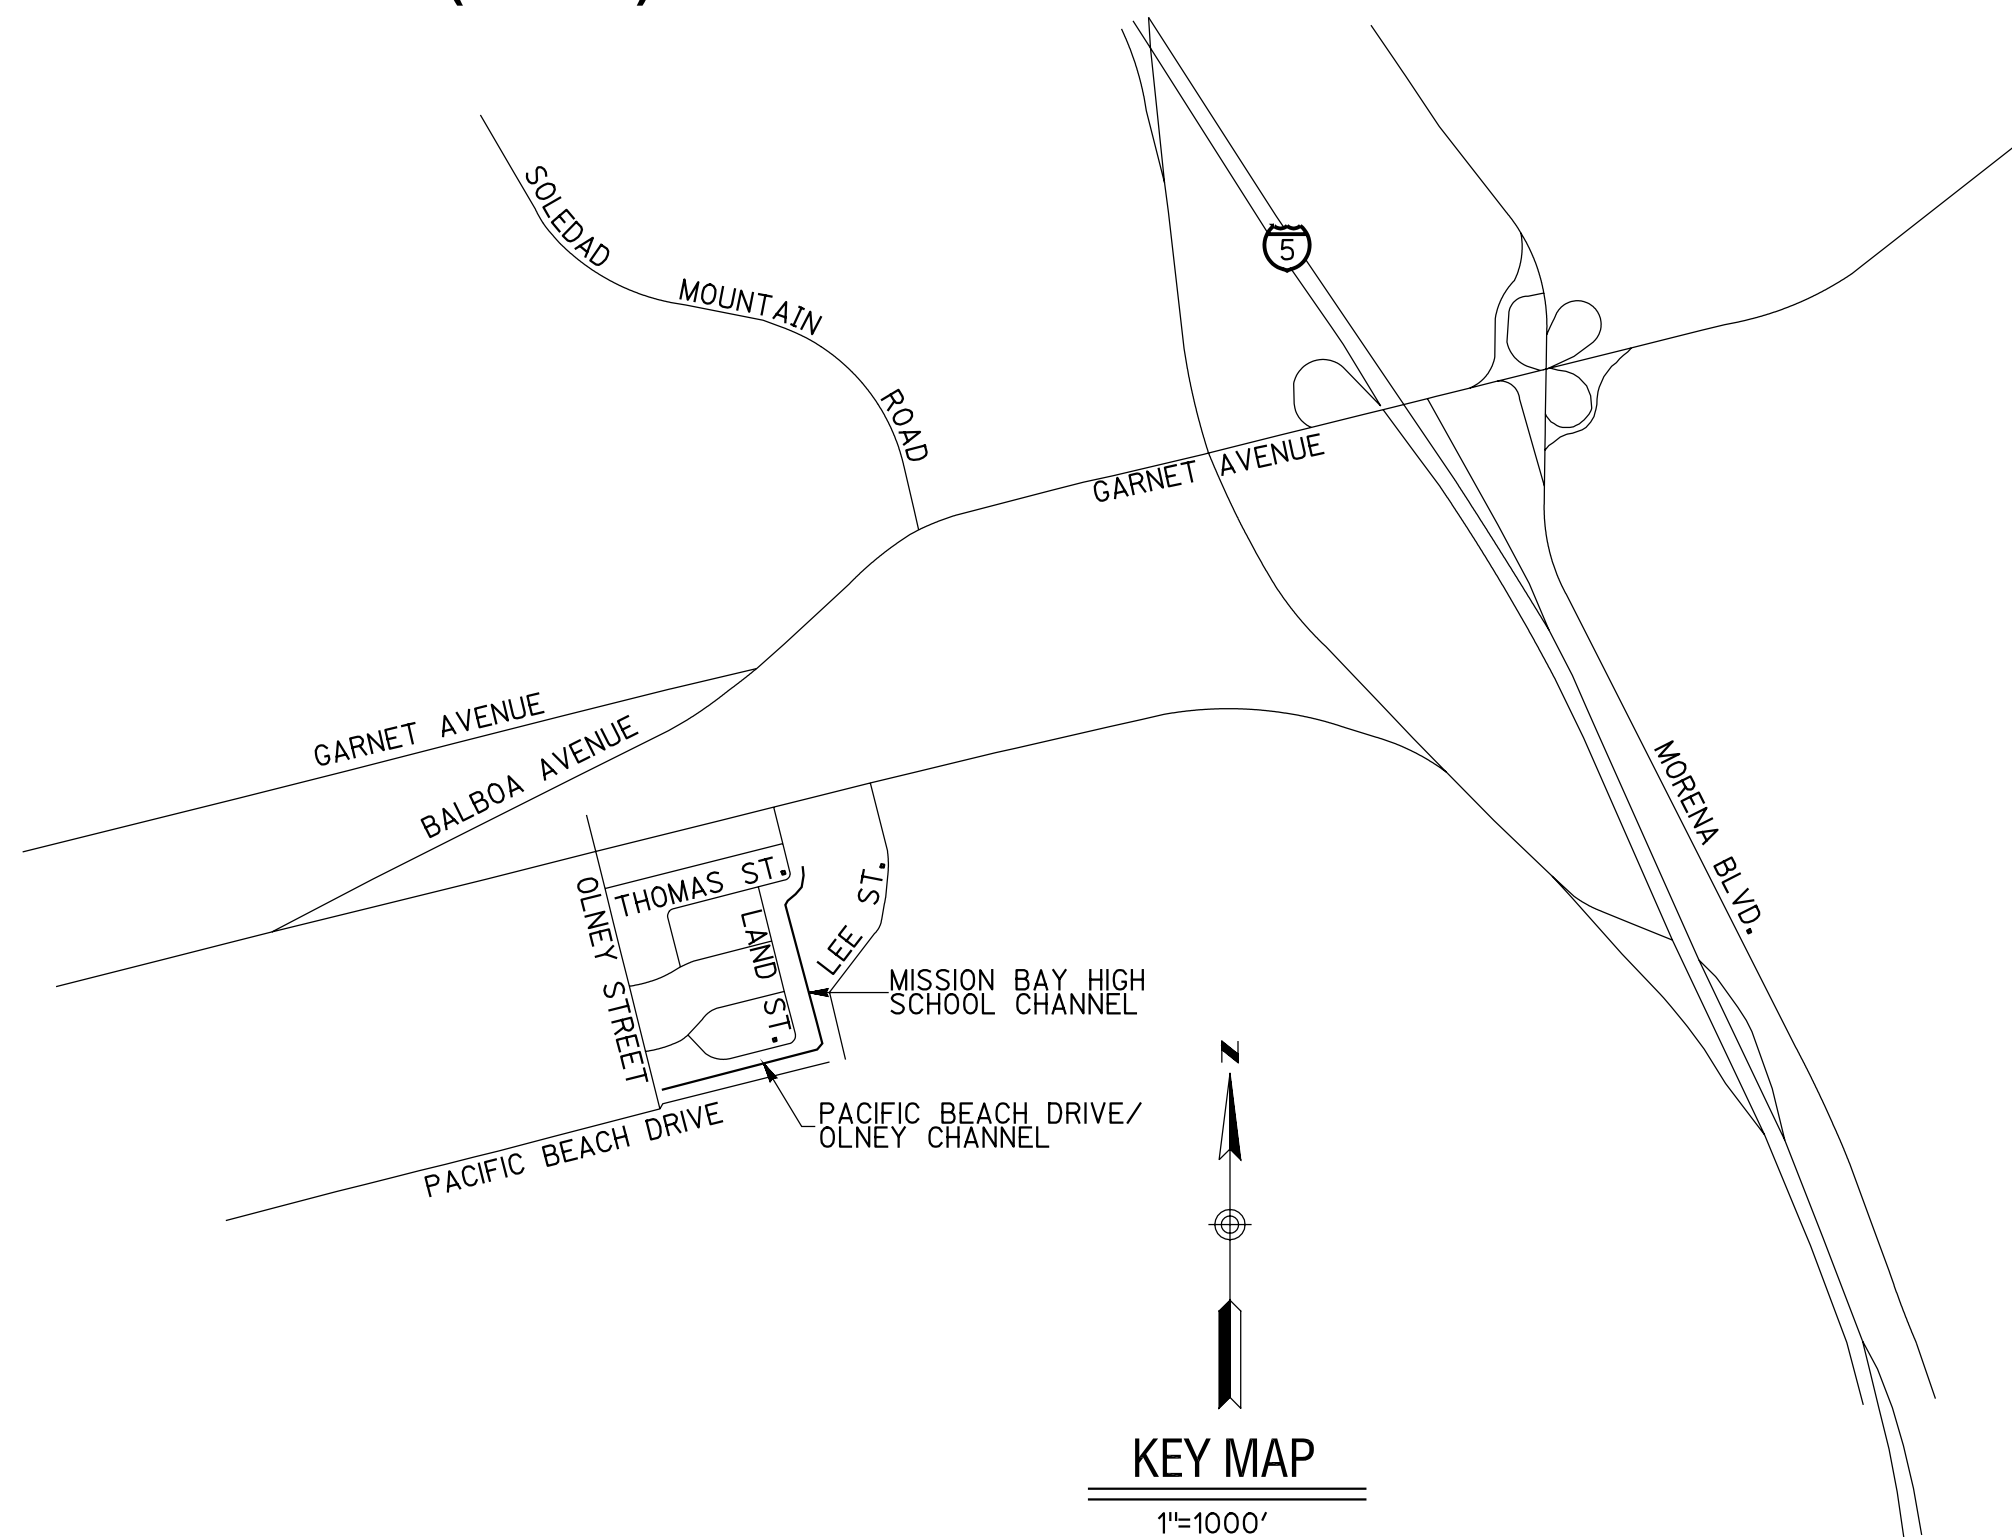 SOLEDAD
MOUNTAIN
ROAD
5
GARNET AVENUE
GARNET AVENUE
BALBOA AVENUE
MORENA BLVD.
THOMAS ST.
OLNEY STREET
LAND ST.
LEE ST.
MISSION BAY HIGH
SCHOOL CHANNEL
PACIFIC BEACH DRIVE/
OLNEY CHANNEL
PACIFIC BEACH DRIVE
N
KEY MAP
1"=1000'